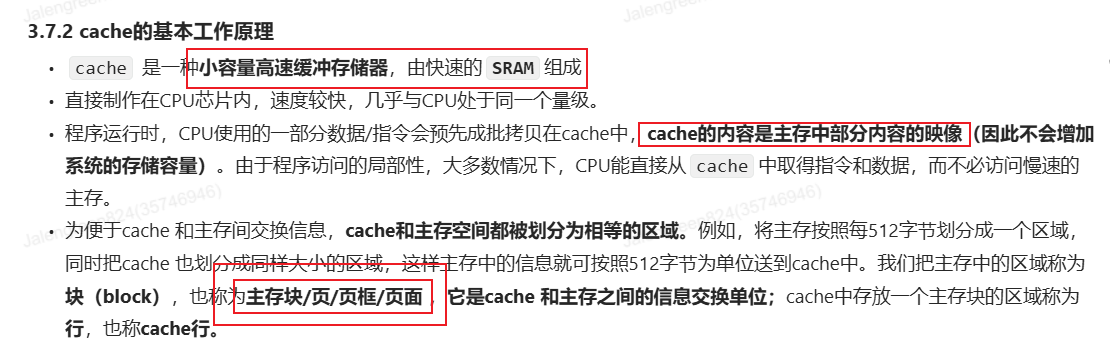 Jalengreen824(35746946)
Jalengreen824(35746946)
3.7.2 cache的基本工作原理
• cache 是一种小容量高速缓冲存储器，由快速的 SRAM 组成
• 直接制作在CPU芯片内，速度较快，几乎与CPU处于同一个量级。
• 程序运行时，CPU使用的一部分数据/指令会预先成批拷贝在cache中，cache的内容是主存中部分内容的映像（因此不会增加
系统的存储容量）。由于程序访问的局部性，大多数情况下，CPU能直接从 cache 中取得指令和数据，而不必访问慢速的
主存。
• 为便于cache 和主存间交换信息，cache和主存空间都被划分为相等的区域。例如，将主存按照每512字节划分成一个区域，
同时把cache 也划分成同样大小的区域，这样主存中的信息就可按照512字节为单位送到cache中。我们把主存中的区域称为
块（block），也称为主存块/页/页框/页面，它是cache 和主存之间的信息交换单位；cache中存放一个主存块的区域称为
行，也称cache行。
Jalengreen824(35746946)
Jalengreen824(35746946)